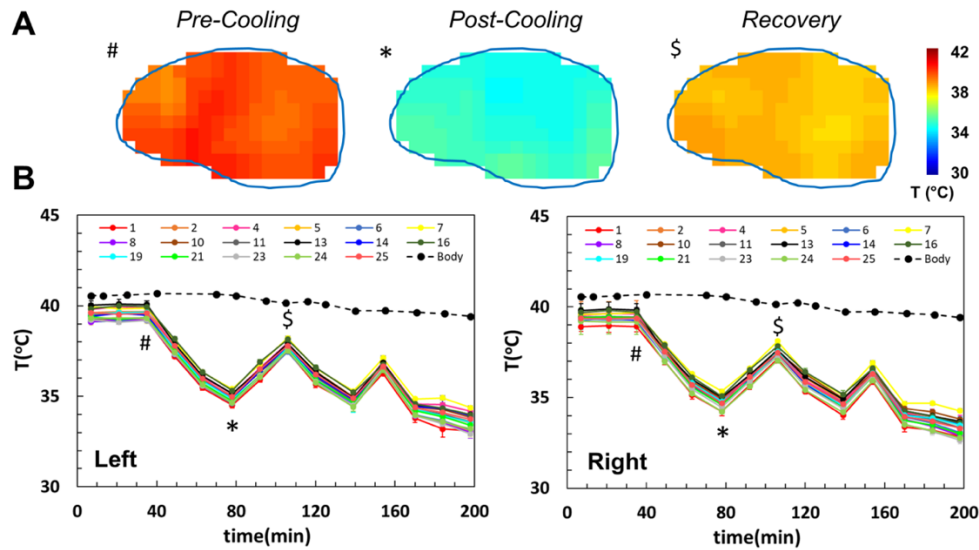 A
Pre-Cooling
Post-Cooling
Recovery
#
*
$
42
38
34
30
T (°C)
B
45
40
35
30
T(°C)
1 2 4 5 6 7
8 10 11 13 14 16
19 21 23 24 25 Body
#
*
$
Left
0 40 80 120 160 200
time(min)
45
40
35
30
T(°C)
1 2 4 5 6 7
8 10 11 13 14 16
19 21 23 24 25 Body
#
*
$
Right
0 40 80 120 160 200
time(min)